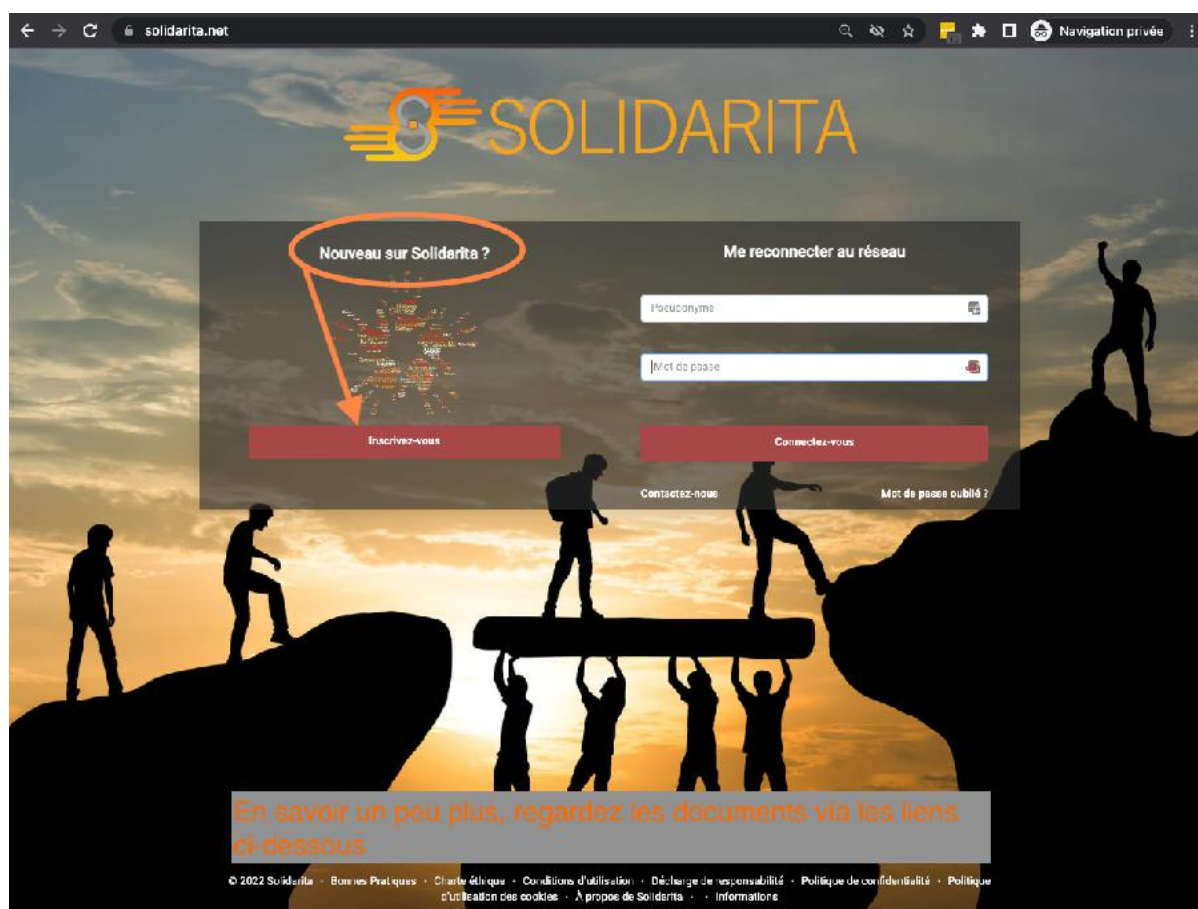 solidarita.net
Navigation privée
SOLIDARITA
Nouveau sur Solidarita ?
Inscrivez-vous
Me reconnecter au réseau
Pseudonyme
Mot de passe
Connectez-vous
Contactez-nous
Mot de passe oublié ?
En savoir un peu plus, regardez les documents via les liens
ci-dessous
© 2022 Solidarita · Bonnes Pratiques · Charte éthique · Conditions d'utilisation · Décharge de responsabilité · Politique de confidentialité · Politique
d'utilisation des cookies · À propos de Solidarita · · Informations